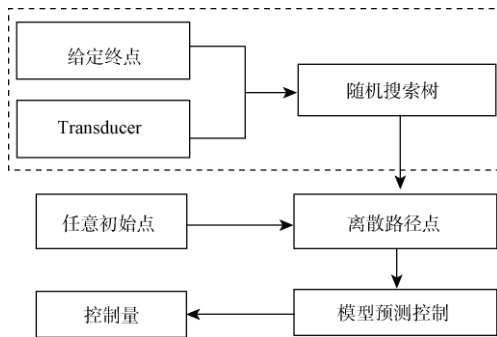 给定终点
随机搜索树
Transducer
任意初始点
离散路径点
控制量
模型预测控制